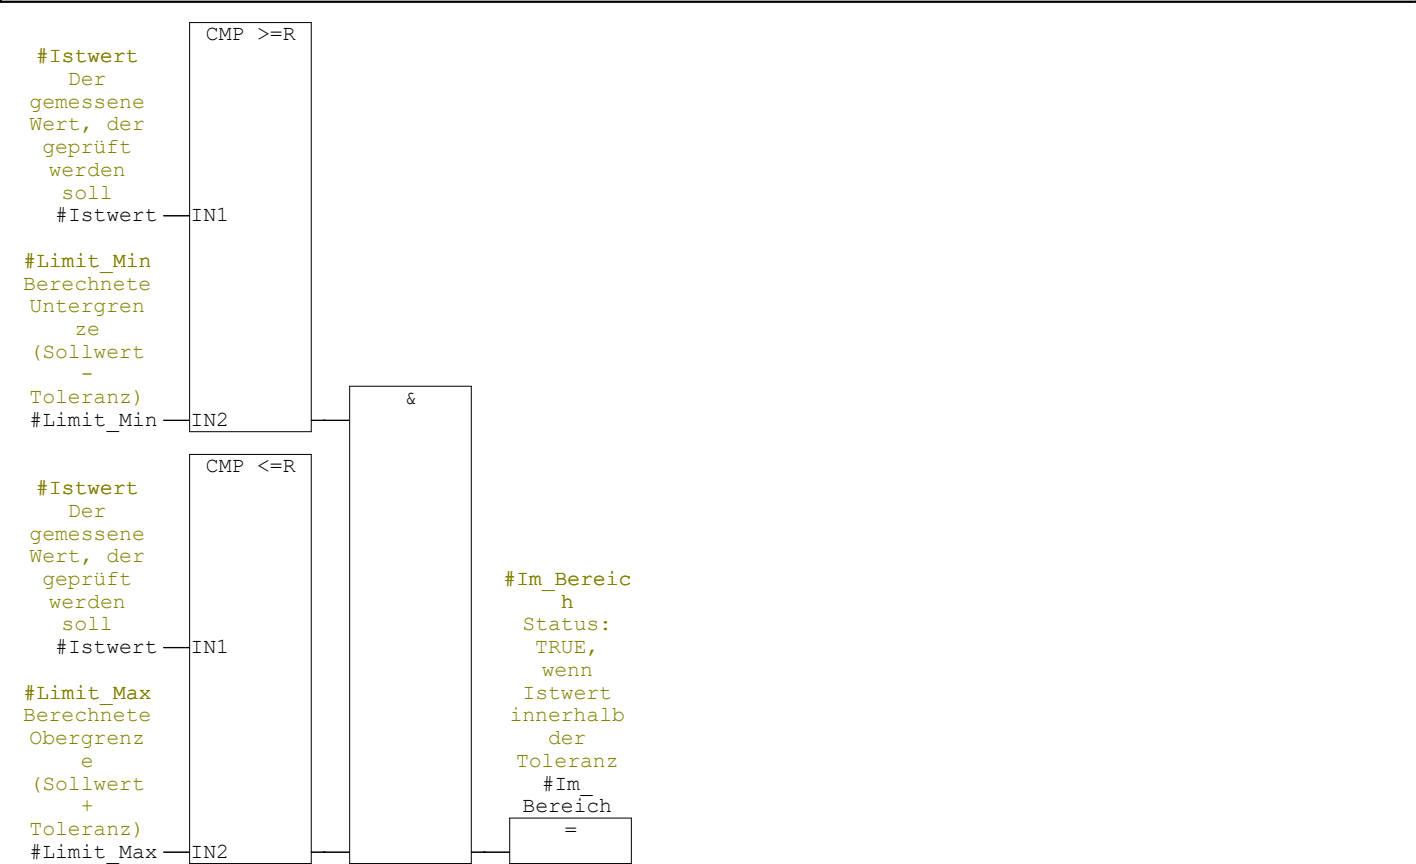 CMP >=R
#Istwert
Der
gemessene
Wert, der
geprüft
werden
soll
#Istwert
IN1
#Limit_Min
Berechnete
Untergren
ze
(Sollwert
-
Toleranz)
#Limit_Min
IN2
&
CMP <=R
#Istwert
Der
gemessene
Wert, der
geprüft
werden
soll
#Istwert
IN1
#Limit_Max
Berechnete
Obergrenz
e
(Sollwert
+
Toleranz)
#Limit_Max
IN2
#Im_Bereic
h
Status:
TRUE,
wenn
Istwert
innerhalb
der
Toleranz
#Im_
Bereich
=